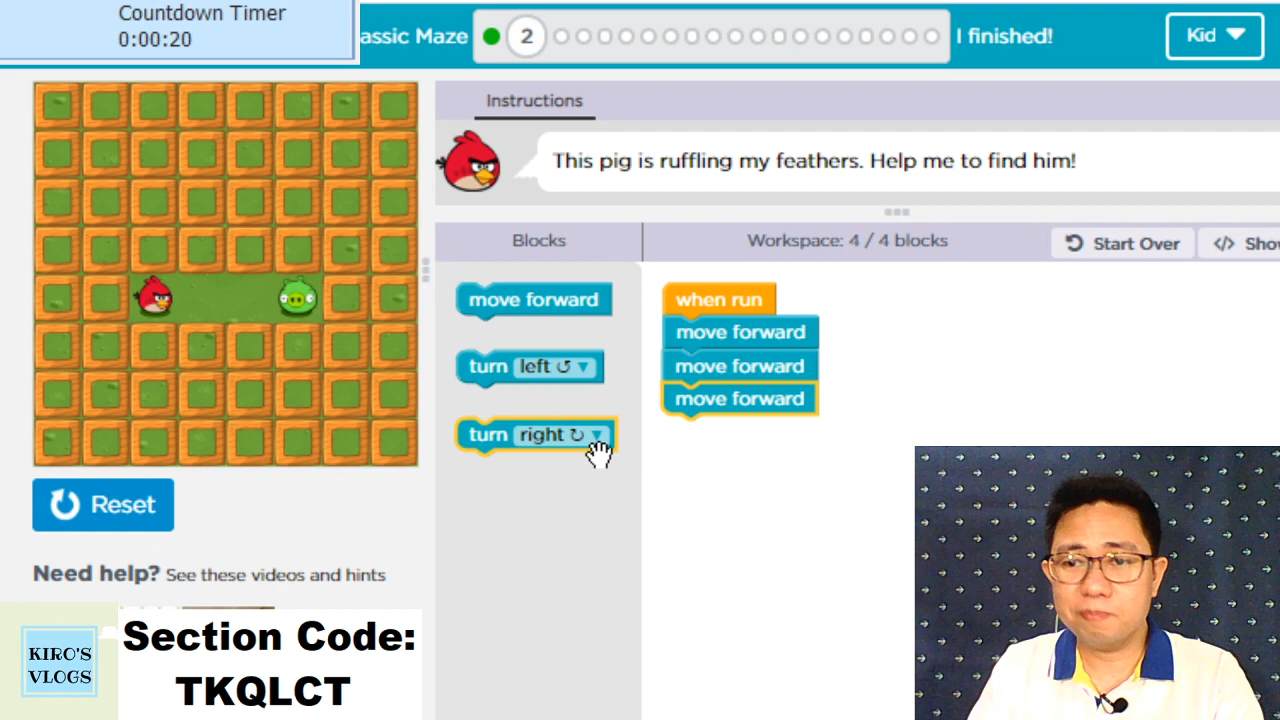 Countdown Timer
0:00:20
assic Maze
2
I finished!
Kid
Instructions
This pig is ruffling my feathers. Help me to find him!
Blocks
Workspace: 4 / 4 blocks
Start Over
</> Show
move forward
turn left
turn right
when run
move forward
move forward
move forward
Reset
Need help? See these videos and hints
KIRO'S
VLOGS
Section Code:
TKQLCT